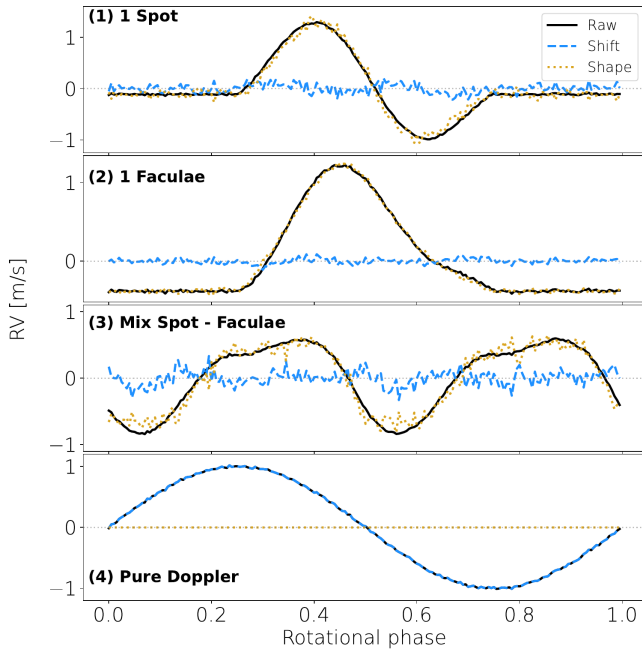 (1) 1 Spot
Raw
Shift
Shape
1
0
−1
(2) 1 Faculae
1
0
(3) Mix Spot - Faculae
1
0
−1
(4) Pure Doppler
1
0
−1
RV [m/s]
0.0 0.2 0.4 0.6 0.8 1.0
Rotational phase